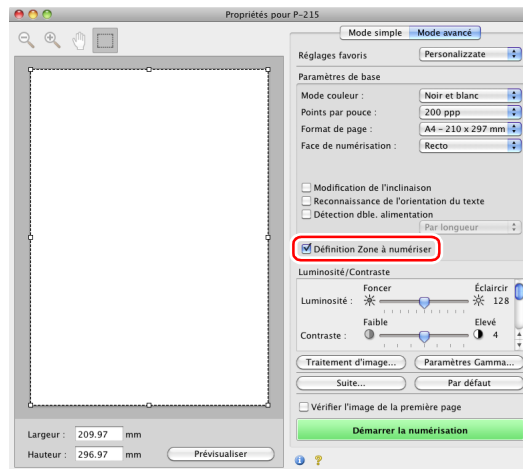 Propriétés pour P-215
Mode simple Mode avancé
Réglages favoris Personalizzate
Paramètres de base
Mode couleur : Noir et blanc
Points par pouce : 200 ppp
Format de page : A4 – 210 x 297 mm
Face de numérisation : Recto
Modification de l'inclinaison
Reconnaissance de l'orientation du texte
Détection dble. alimentation
Par longueur
Définition Zone à numériser
Luminosité/Contraste
Foncer Éclaircir
Luminosité : 128
Faible Elevé
Contraste : 4
Traitement d'image... Paramètres Gamma...
Suite... Par défaut
Vérifier l'image de la première page
Démarrer la numérisation
Largeur : 209.97 mm
Hauteur : 296.97 mm Prévisualiser